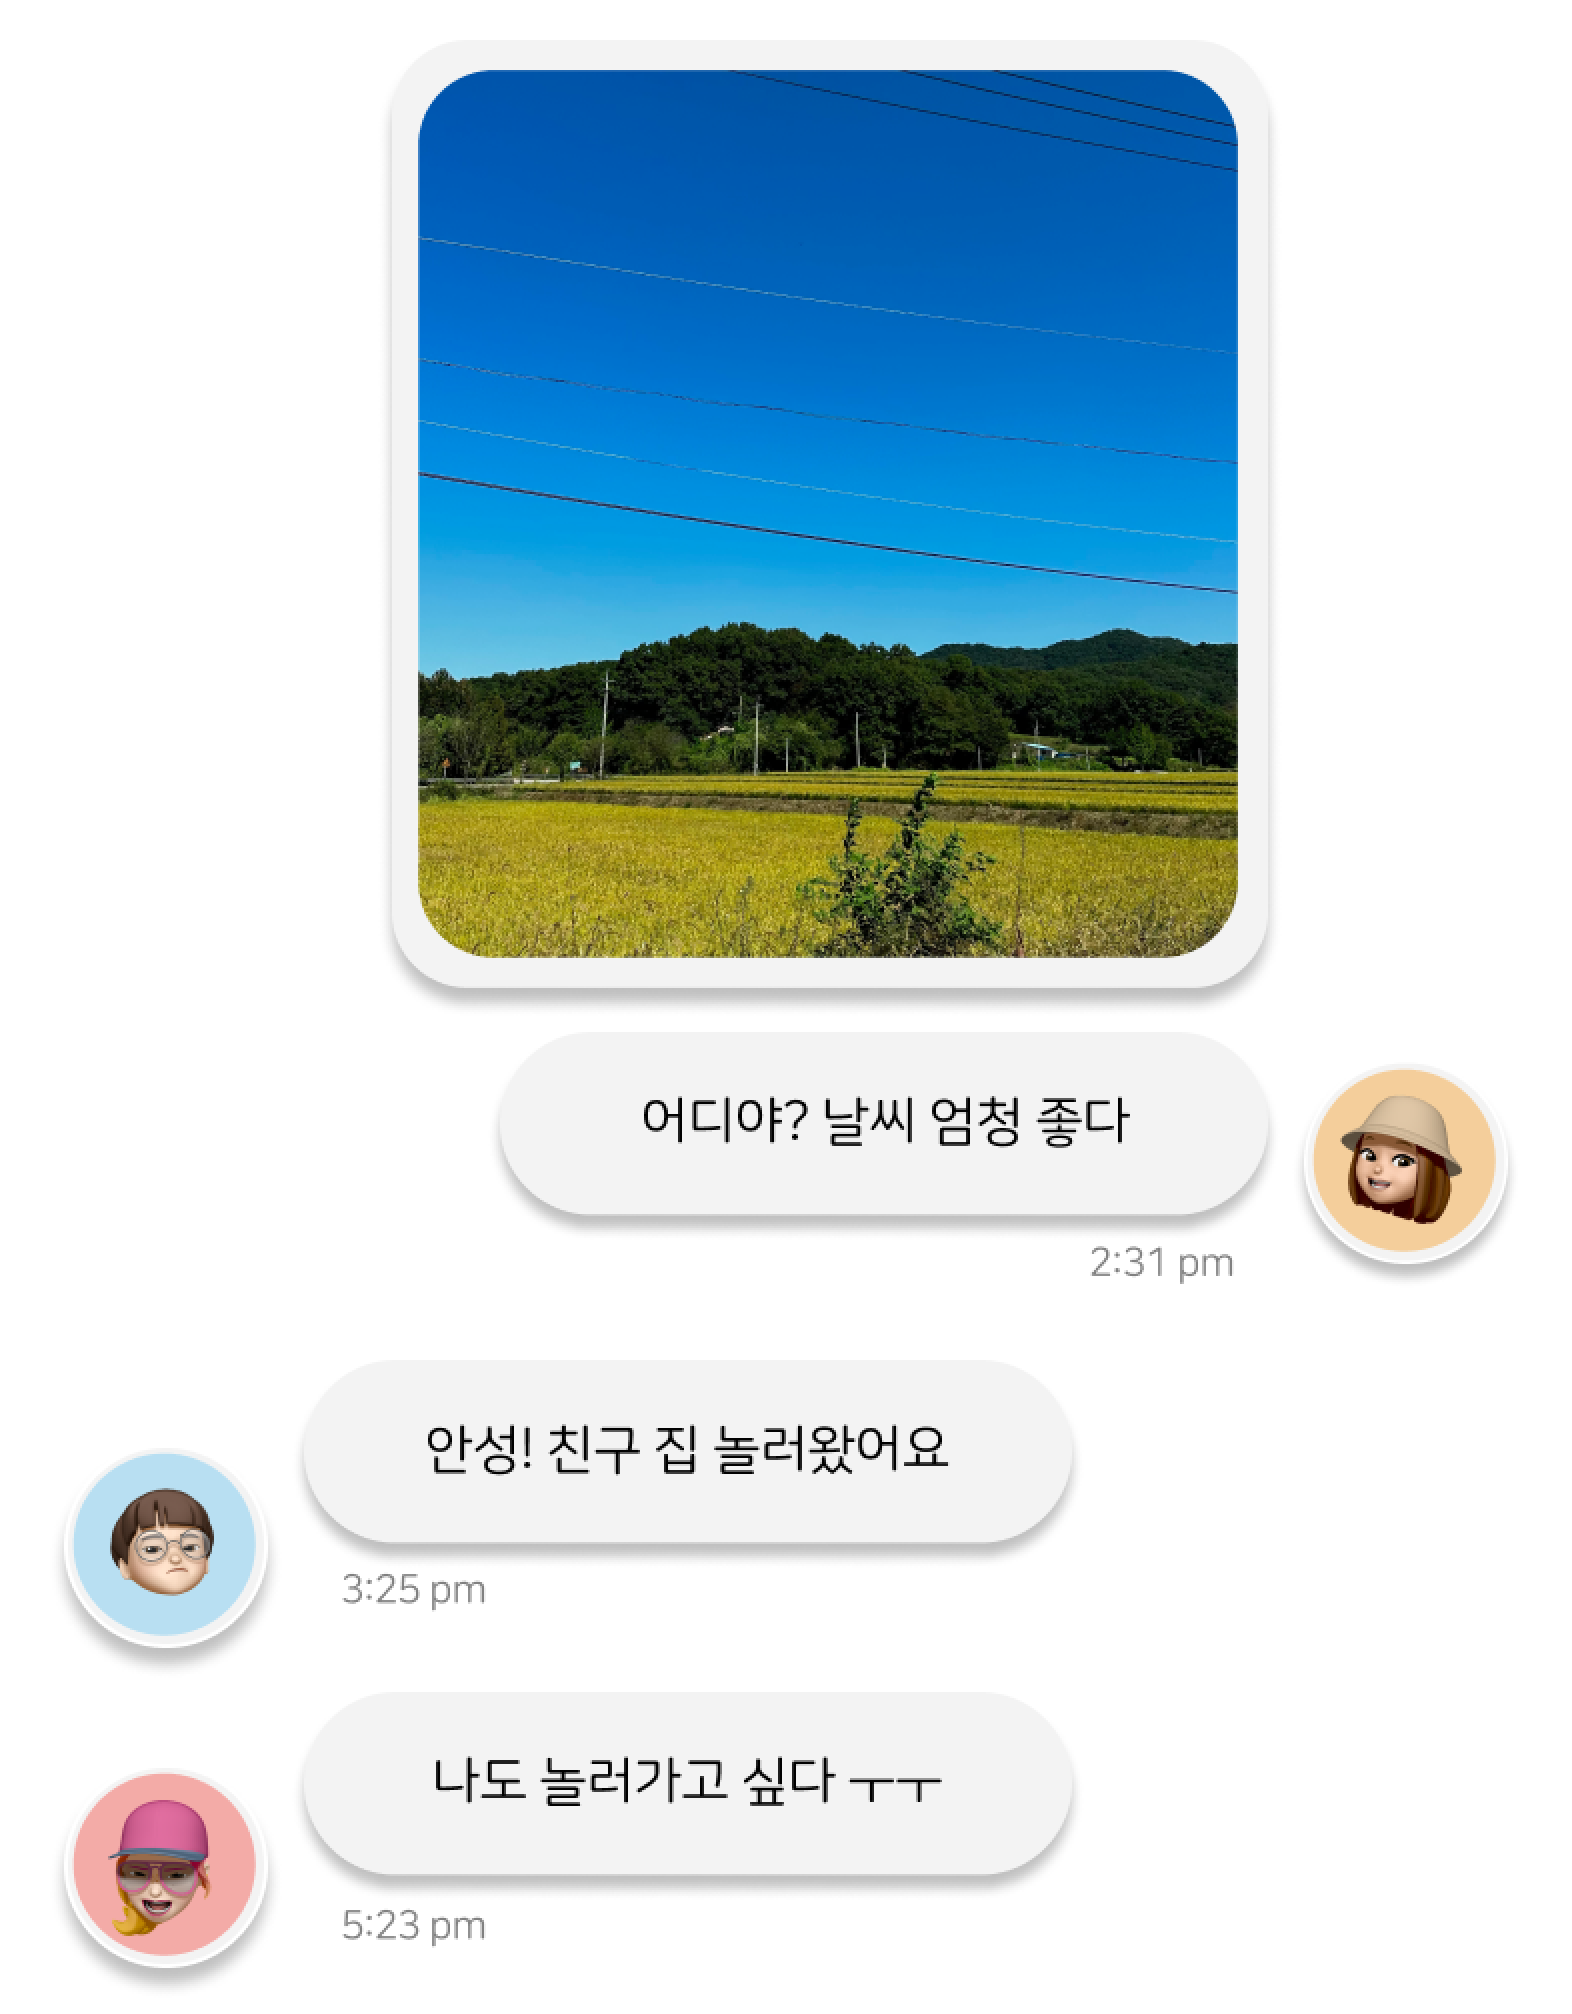 어디야? 날씨 엄청 좋다
2:31 pm
안성! 친구 집 놀러왔어요
3:25 pm
나도 놀러가고 싶다 ㅜㅜ
5:23 pm